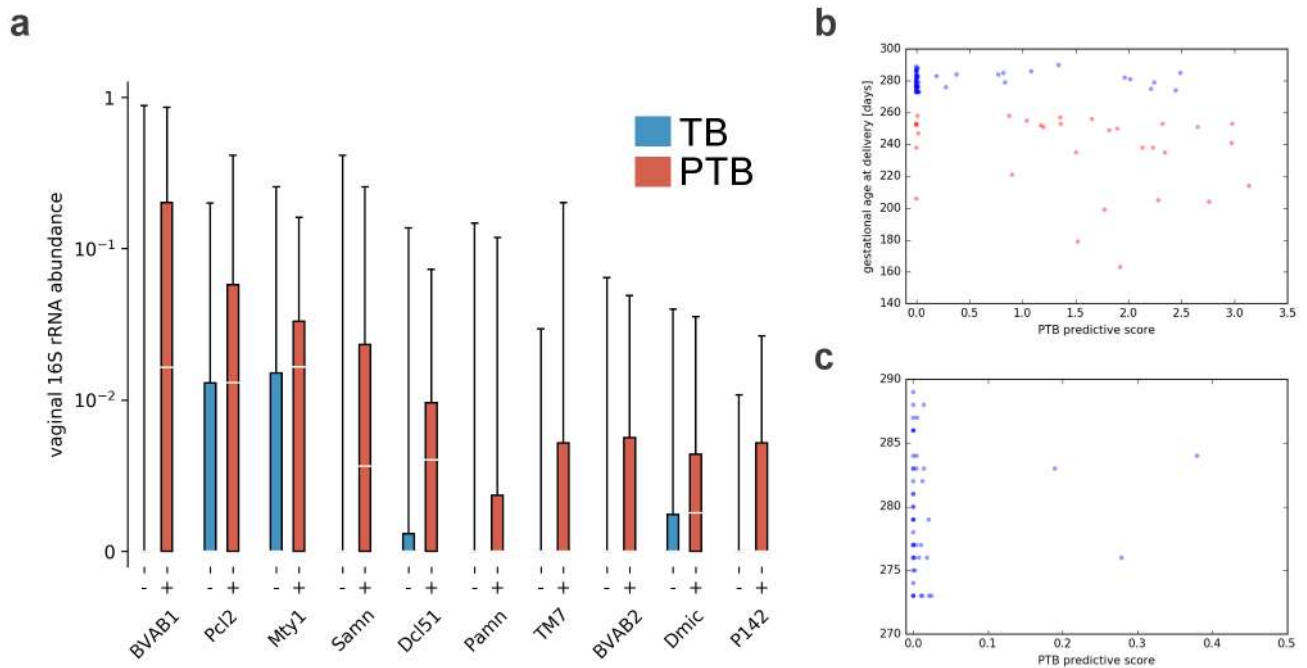 a
1
10⁻¹
10⁻²
0
vaginal 16S rRNA abundance
TB
PTB
- + - + - + - + - + - + - + - + - + - +
BVAB1 Pcl2 Mty1 Samn Dcl51 Pamn TM7 BVAB2 Dmic P142
b
300
280
260
240
220
200
180
160
140
gestational age at delivery [days]
0.0 0.5 1.0 1.5 2.0 2.5 3.0 3.5
PTB predictive score
c
290
285
280
275
270
0.0 0.1 0.2 0.3 0.4 0.5
PTB predictive score